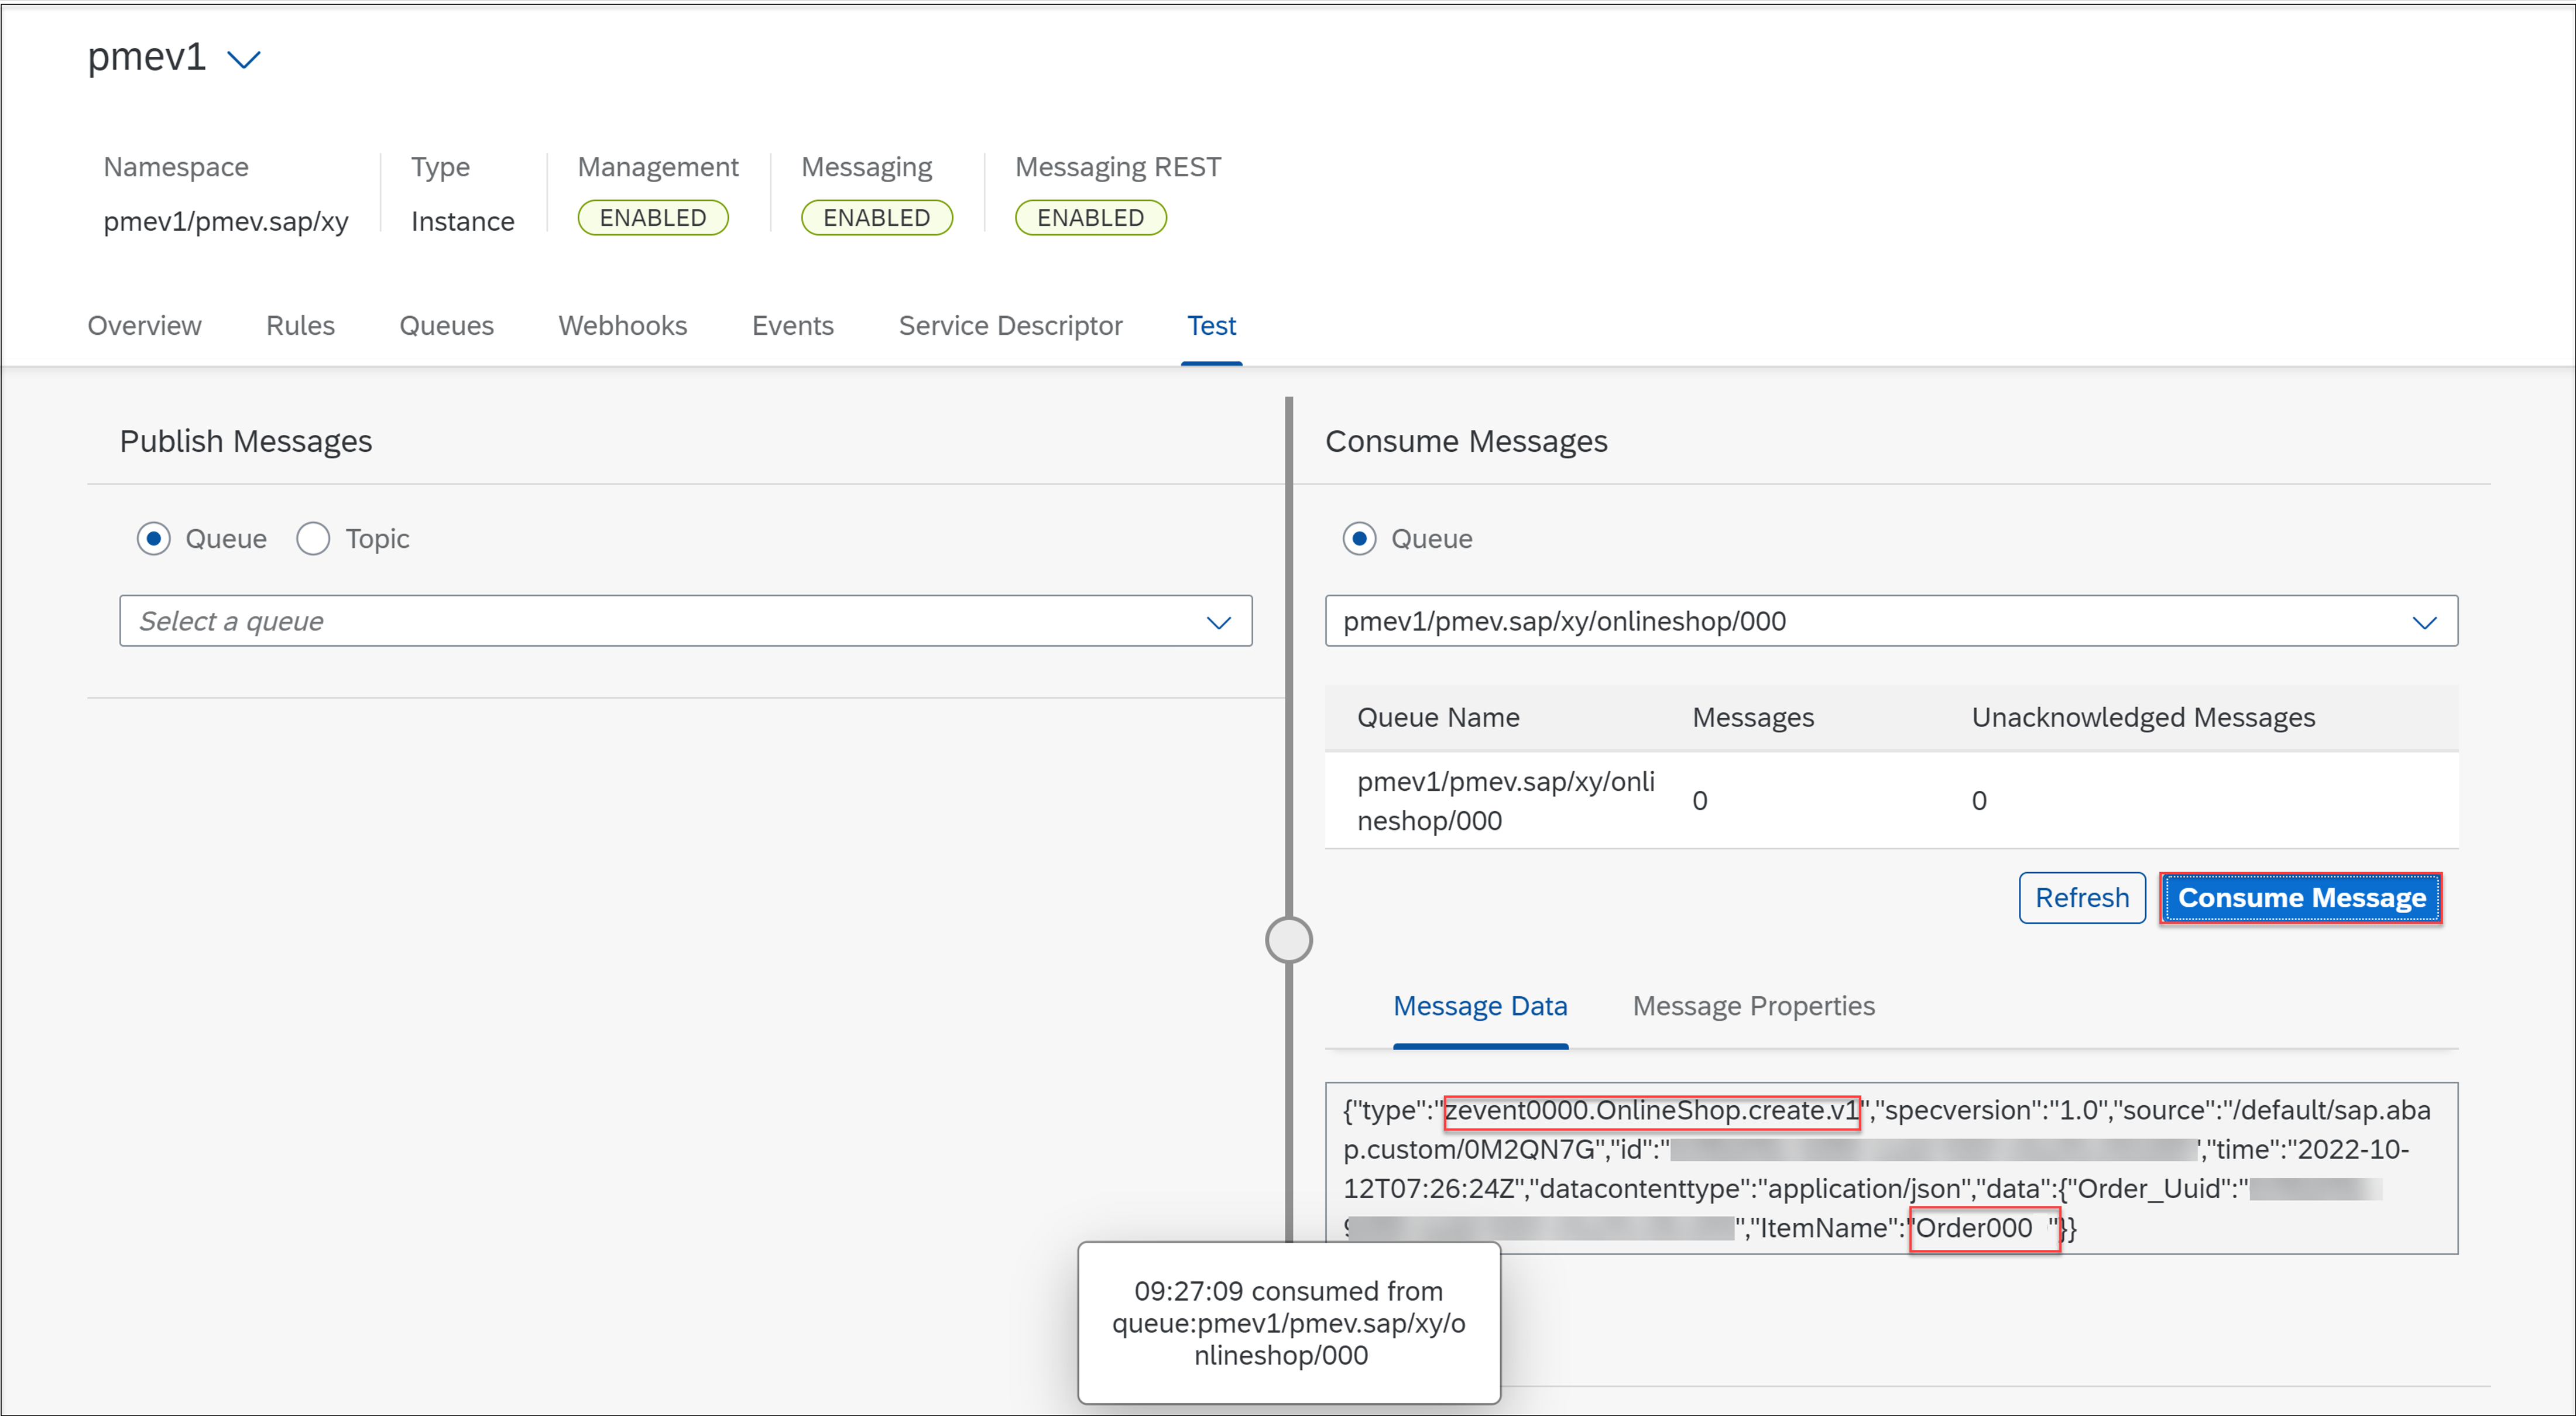 pmev1
Namespace
pmev1/pmev.sap/xy
Type
Instance
Management
ENABLED
Messaging
ENABLED
Messaging REST
ENABLED
Overview Rules Queues Webhooks Events Service Descriptor Test
Publish Messages
Queue Topic
Select a queue
Consume Messages
Queue
pmev1/pmev.sap/xy/onlineshop/000
Queue Name Messages Unacknowledged Messages
pmev1/pmev.sap/xy/onli
neshop/000
0 0
Refresh Consume Message
Message Data Message Properties
{"type":"zevent0000.OnlineShop.create.v1","specversion":"1.0","source":"/default/sap.aba
p.custom/0M2QN7G","id":" ","time":"2022-10-
12T07:26:24Z","datacontenttype":"application/json","data":{"Order_Uuid":"
","ItemName":"Order000 "}}
09:27:09 consumed from
queue:pmev1/pmev.sap/xy/o
nlineshop/000